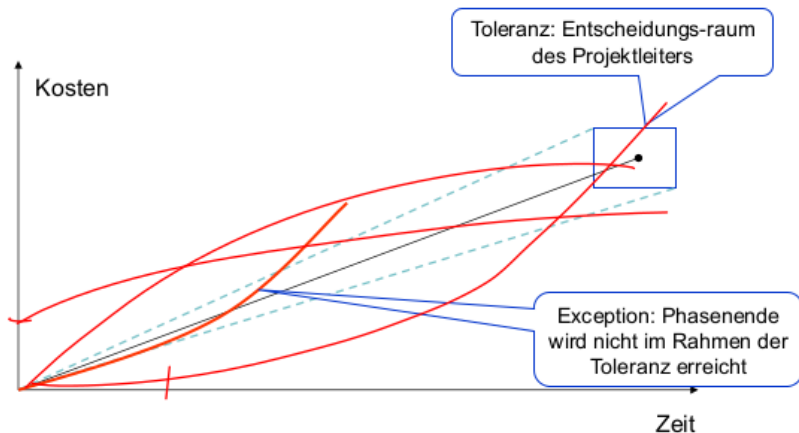 Toleranz: Entscheidungs-raum
des Projektleiters
Kosten
Exception: Phasenende
wird nicht im Rahmen der
Toleranz erreicht
Zeit